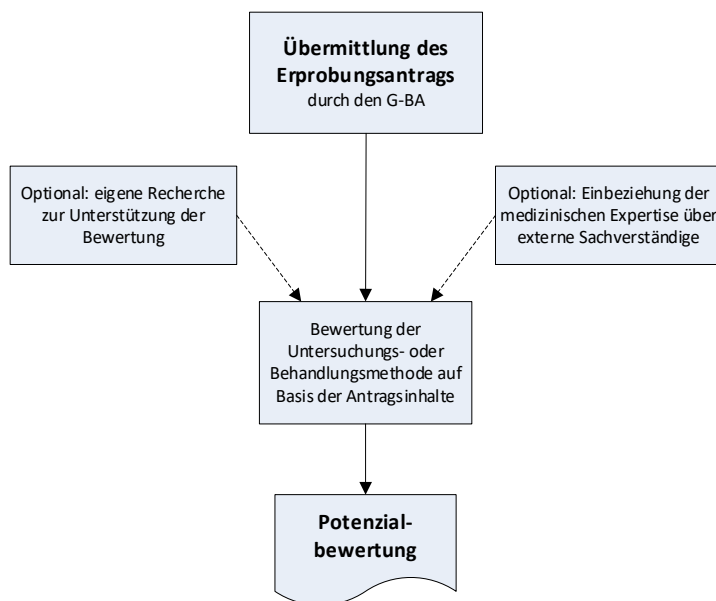 Übermittlung des
Erprobungsantrags
durch den G-BA
Optional: eigene Recherche
zur Unterstützung der
Bewertung
Optional: Einbeziehung der
medizinischen Expertise über
externe Sachverständige
Bewertung der
Untersuchungs- oder
Behandlungsmethode auf
Basis der Antragsinhalte
Potenzial-
bewertung